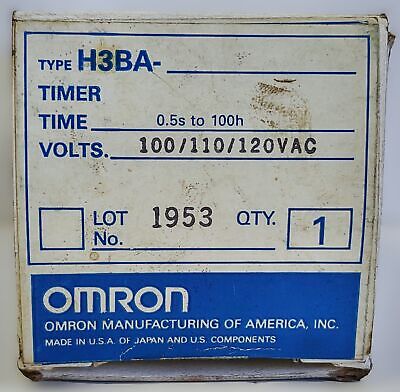 TYPE H3BA-
TIMER
TIME 0.5s to 100h
VOLTS. 100/110/120VAC
LOT No. 1953 QTY. 1
OMRON
OMRON MANUFACTURING OF AMERICA, INC.
MADE IN U.S.A. OF JAPAN AND U.S. COMPONENTS